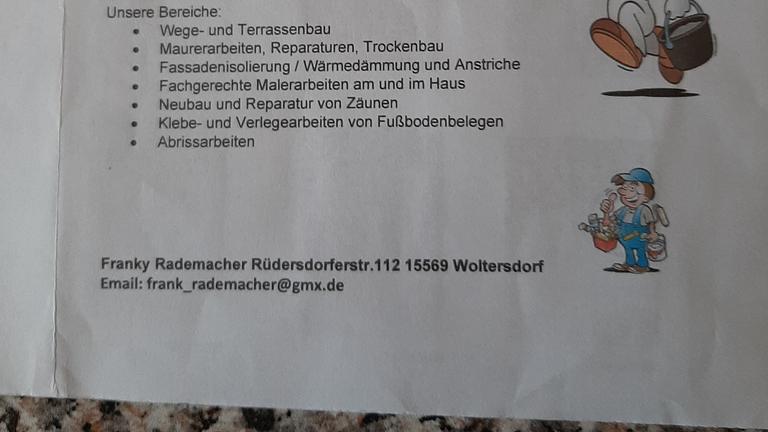 Unsere Bereiche:
• Wege- und Terrassenbau
• Maurerarbeiten, Reparaturen, Trockenbau
• Fassadenisolierung / Wärmedämmung und Anstriche
• Fachgerechte Malerarbeiten am und im Haus
• Neubau und Reparatur von Zäunen
• Klebe- und Verlegearbeiten von Fußbodenbelegen
• Abrissarbeiten
Franky Rademacher Rüdersdorferstr.112 15569 Woltersdorf
Email: frank_rademacher@gmx.de